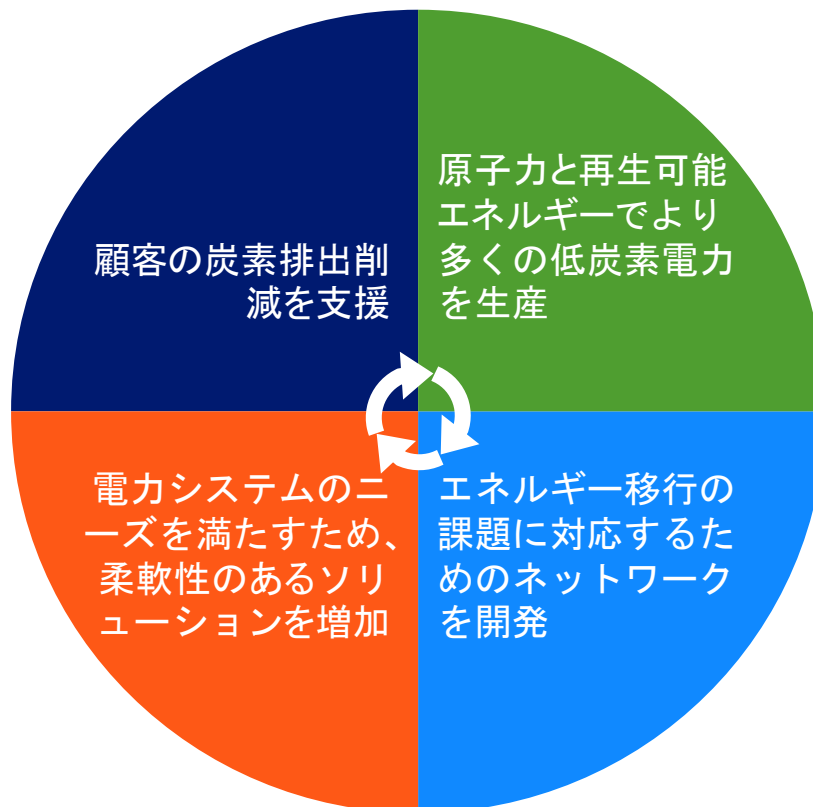 顧客の炭素排出削
減を支援
原子力と再生可能
エネルギーでより
多くの低炭素電力
を生産
電力システムのニ
ーズを満たすため、
柔軟性のあるソリ
ューションを増加
エネルギー移行の
課題に対応するた
めのネットワーク
を開発